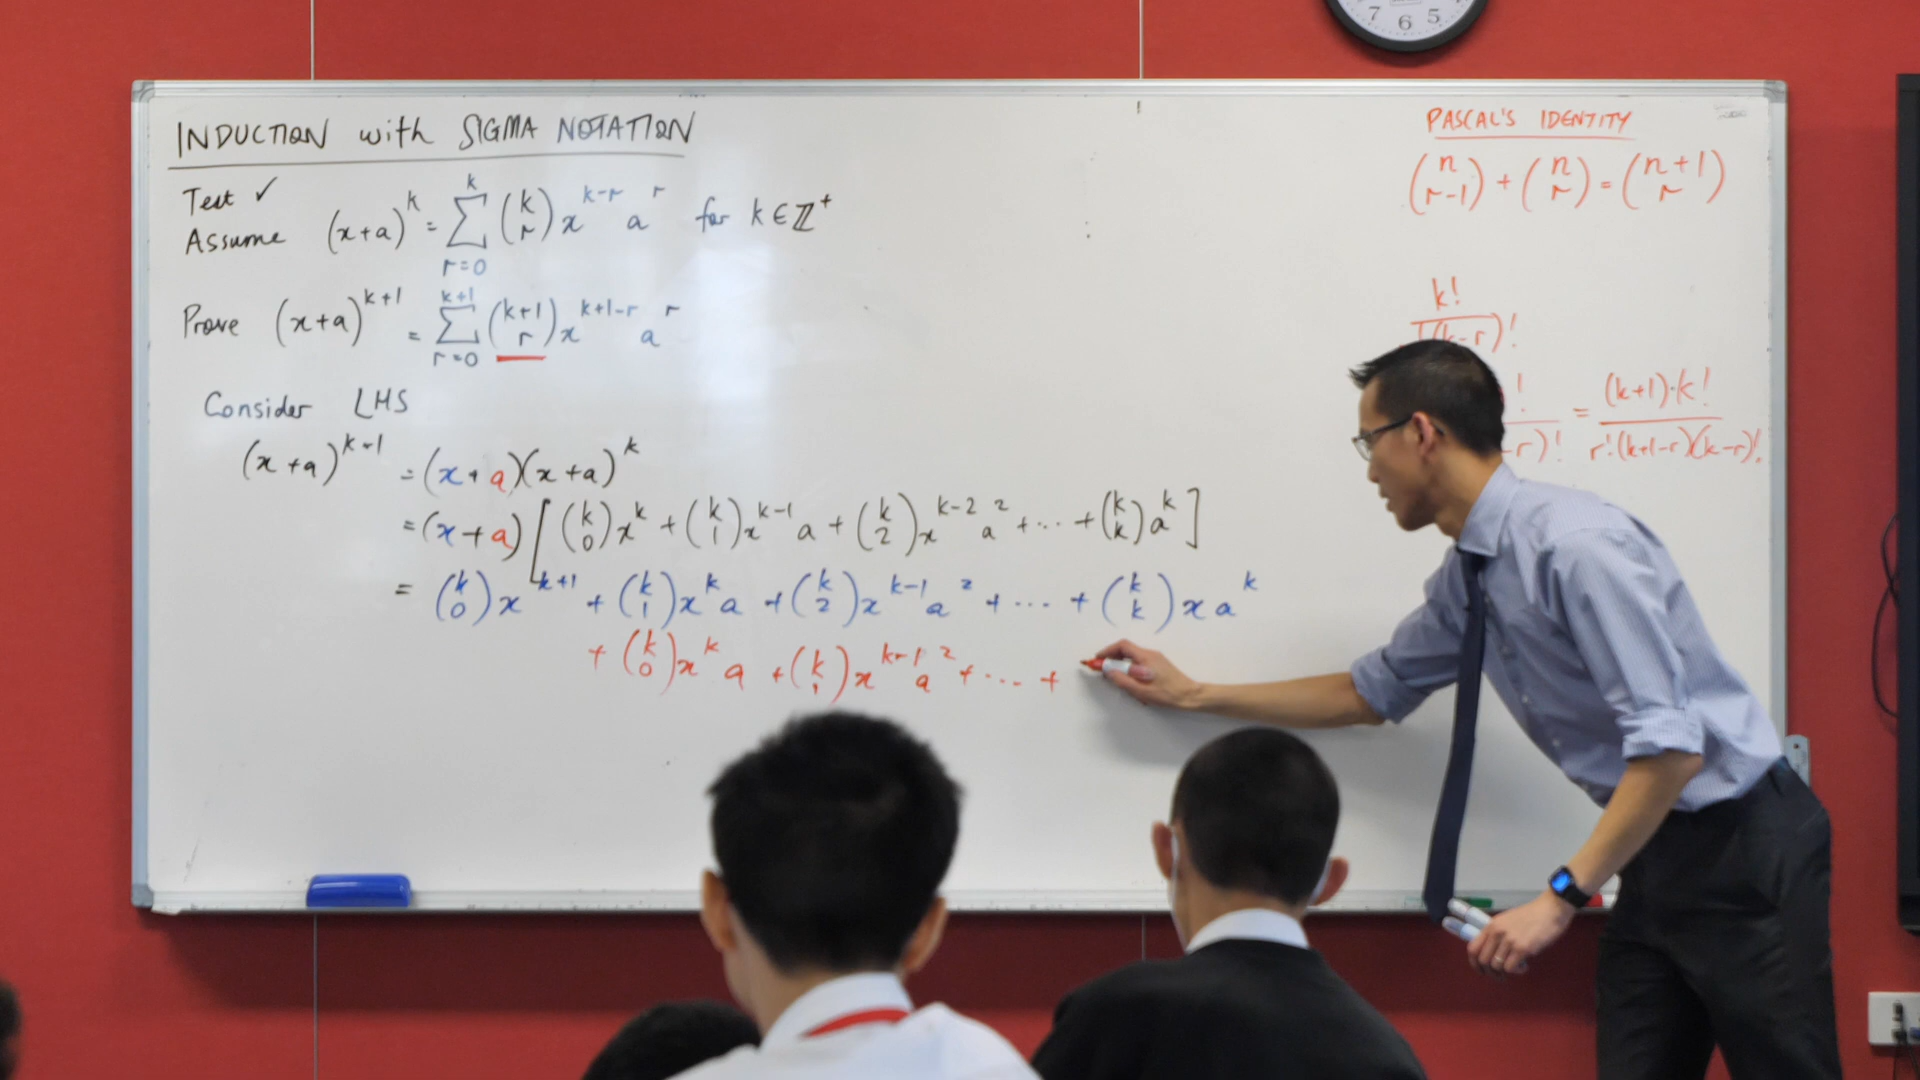 INDUCTION with SIGMA NOTATION
Test ✓
Assume (x+a)^k = ∑_{r=0}^{k} (k r) x^{k-r} a^r for k ∈ ℤ^+
Prove (x+a)^{k+1} = ∑_{r=0}^{k+1} (k+1 r) x^{k+1-r} a^r
Consider LHS
(x+a)^{k+1} = (x+a)(x+a)^k
= (x+a)[(k 0)x^k + (k 1)x^{k-1}a + (k 2)x^{k-2}a^2 + ... + (k k)a^k]
= (k 0)x^{k+1} + (k 1)x^k a + (k 2)x^{k-1}a^2 + ... + (k k)xa^k
+ (k 0)x^k a + (k 1)x^{k-1}a^2 + ... +
PASCAL'S IDENTITY
(n r-1) + (n r) = (n+1 r)
k!
(k-r)!
! = (k+1)·k!
-r)! r!(k+1-r)(k-r)!
7 6 5